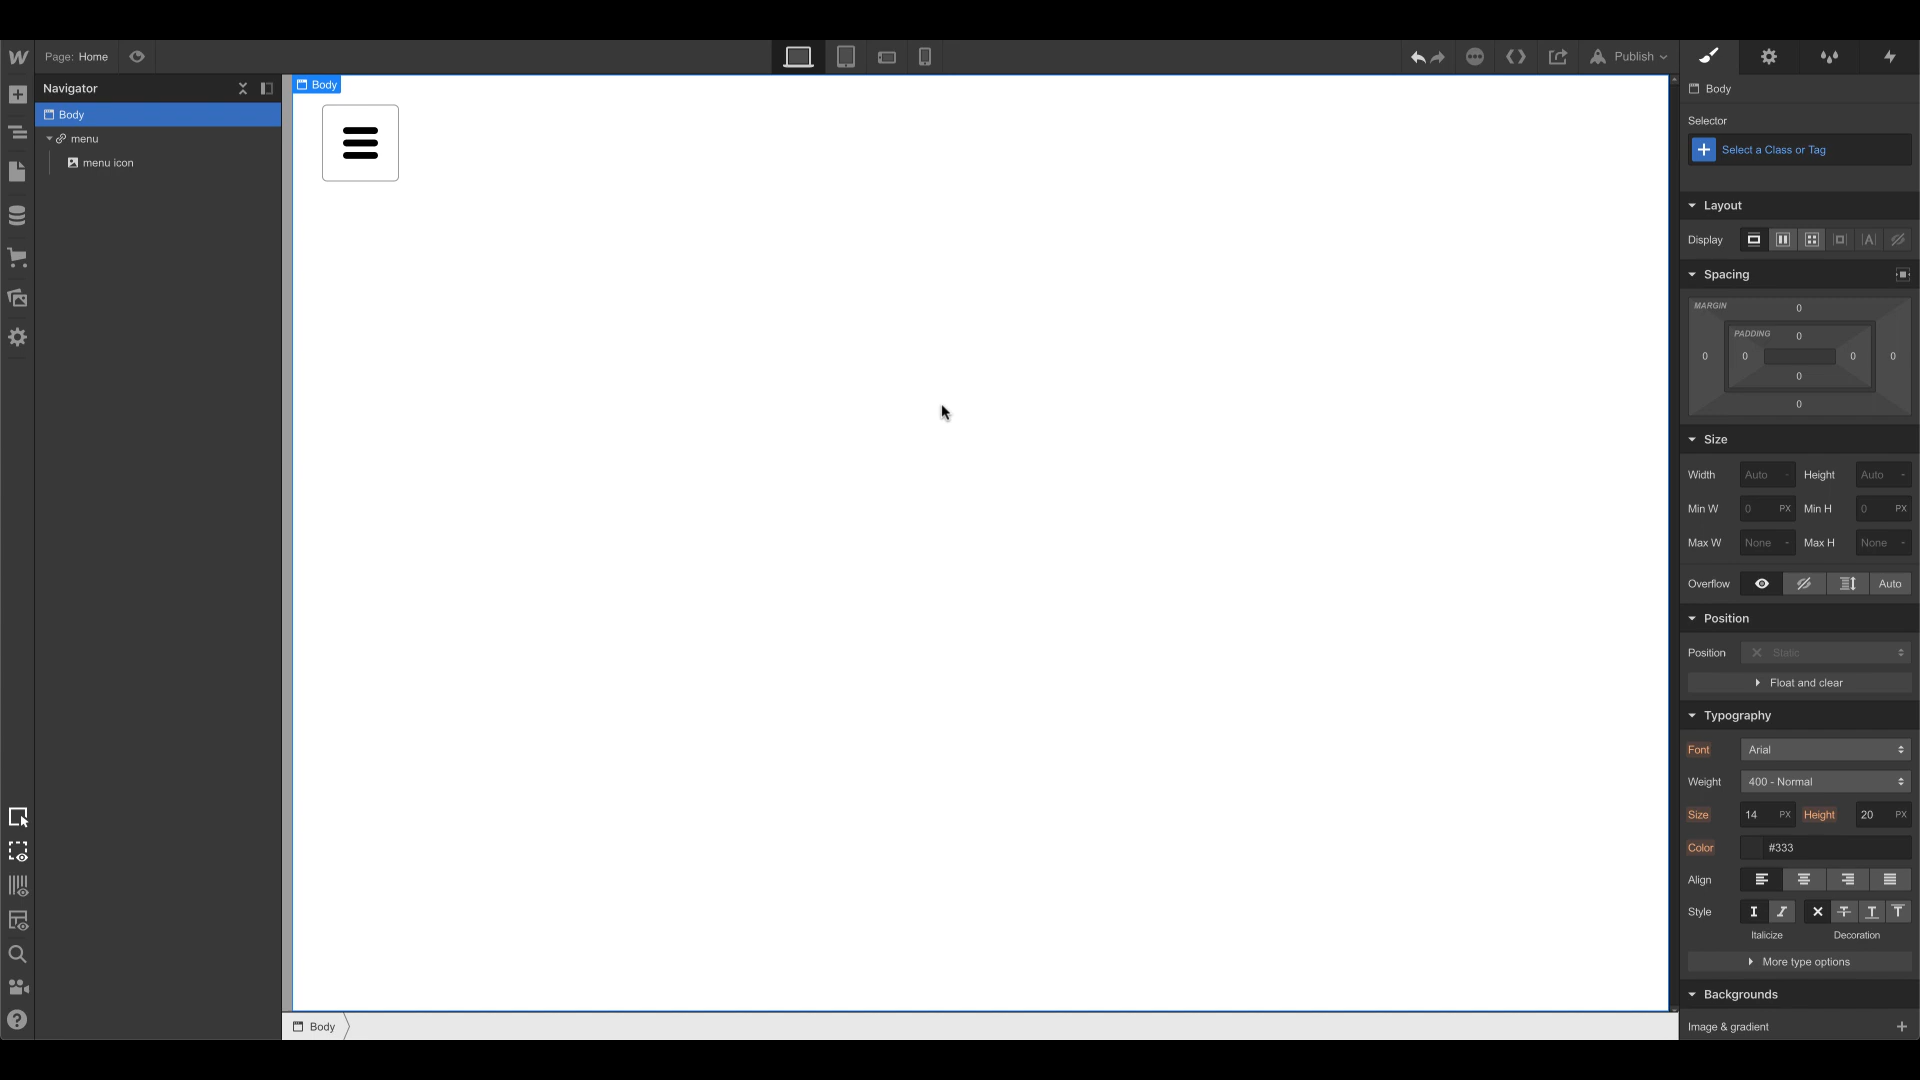 Page: Home
Publish
Navigator
Body
menu
menu icon
Body
Body
Body
Selector
Select a Class or Tag
Layout
Display
Spacing
MARGIN
0
PADDING
0
0
0
0
0
0
0
Size
Width Auto - Height Auto -
Min W 0 PX Min H 0 PX
Max W None - Max H None -
Overflow Auto
Position
Position Static
Float and clear
Typography
Font Arial
Weight 400 - Normal
Size 14 PX Height 20 PX
Color #333
Align
Style
Italicize Decoration
More type options
Backgrounds
Image & gradient